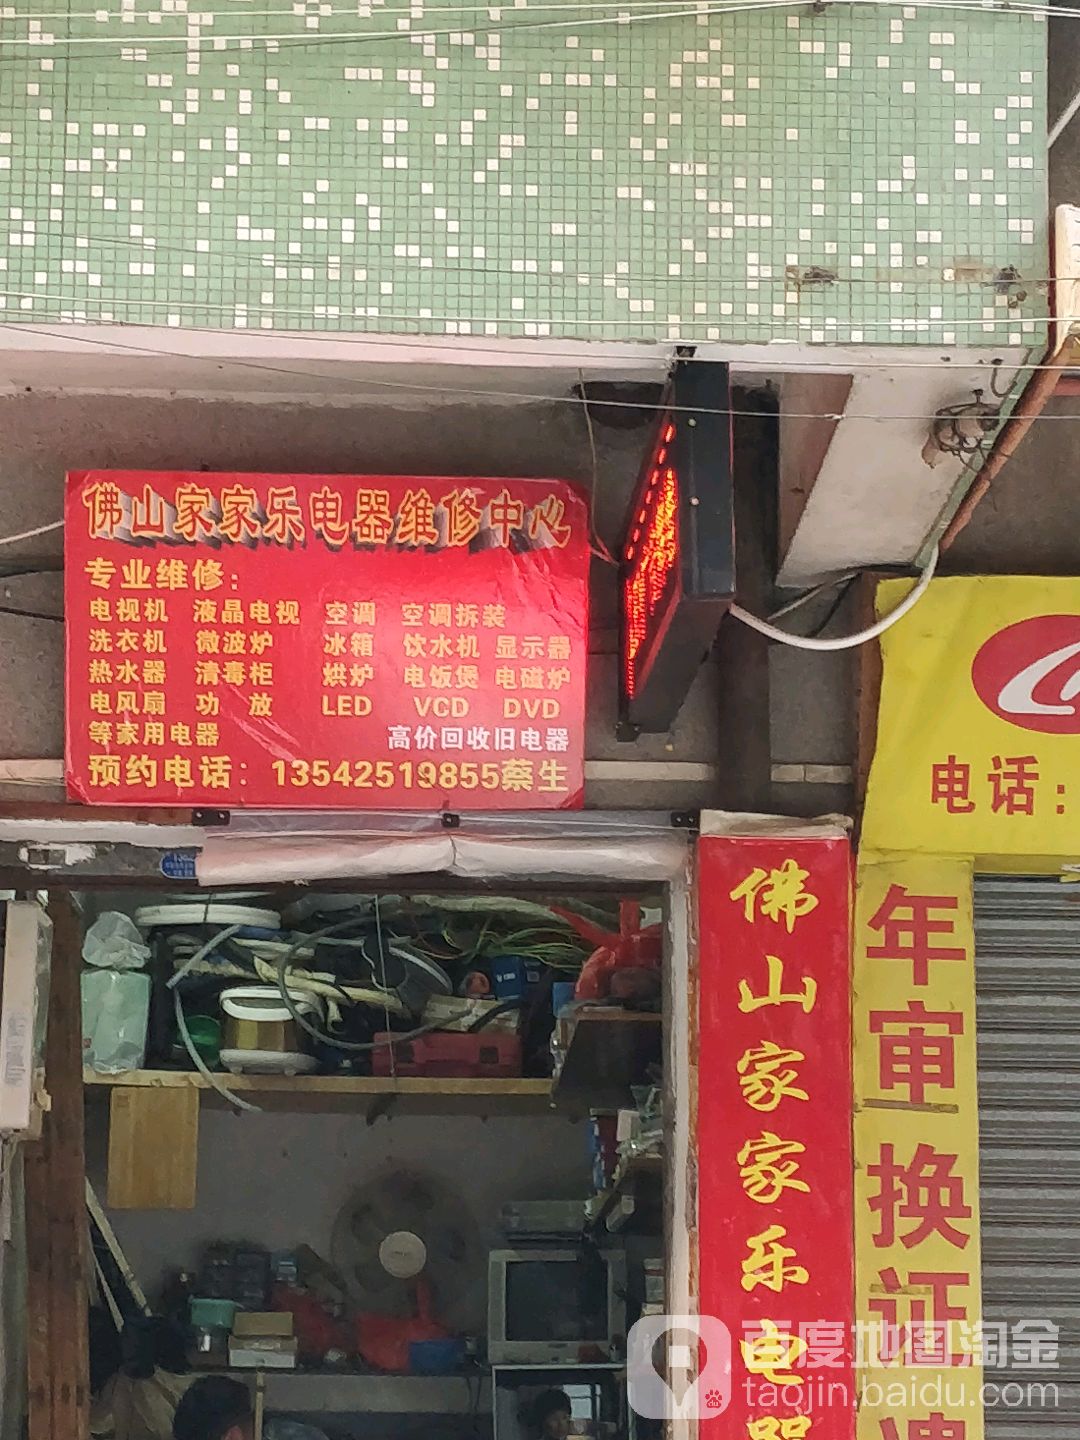 佛山家家乐电器维修中心
专业维修：
电视机 液晶电视 空调 空调拆装
洗衣机 微波炉 冰箱 饮水机 显示器
热水器 清毒柜 烘炉 电饭煲 电磁炉
电风扇 功放 LED VCD DVD
等家用电器 高价回收旧电器
预约电话：13542519855蔡生
电话：
佛山家家乐电器
年审换证
百度地图淘金
taojin.baidu.com